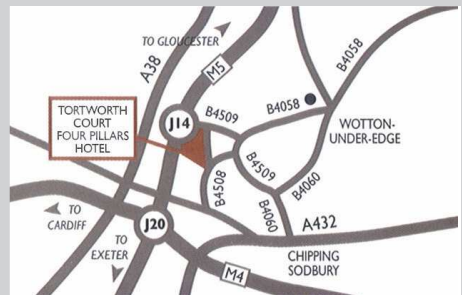 TO GLOUCESTER
A38
M5
B4058
TORTWORTH
COURT
FOUR PILLARS
HOTEL
J14
B4509
B4058
WOTTON-
UNDER-EDGE
B4509
B4508
B4060
B4060
TO
CARDIFF
J20
A432
TO
EXETER
CHIPPING
SODBURY
M4